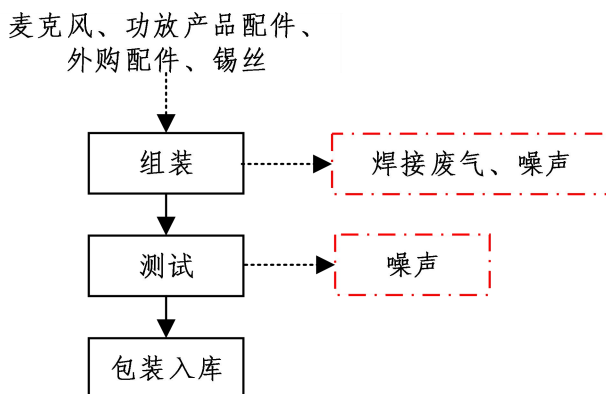 麦克风、功放产品配件、
外购配件、锡丝
组装
焊接废气、噪声
测试
噪声
包装入库